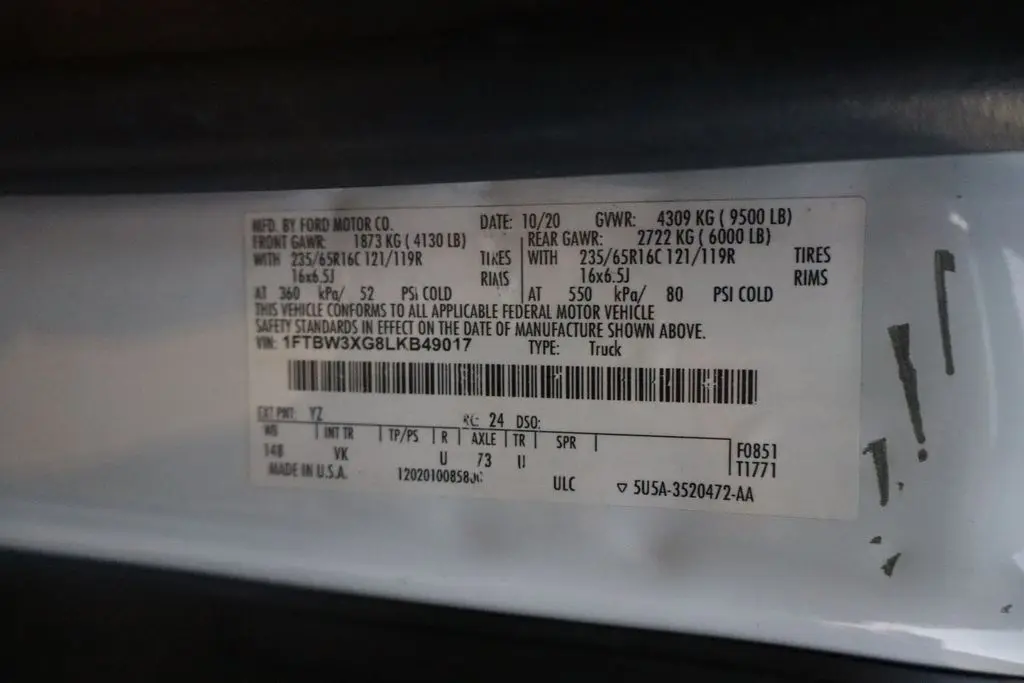 MFD. BY FORD MOTOR CO. DATE: 10/20 GVWR: 4309 KG ( 9500 LB)
FRONT GAWR: 1873 KG ( 4130 LB) REAR GAWR: 2722 KG ( 6000 LB)
WITH 235/65R16C 121/119R TIRES WITH 235/65R16C 121/119R TIRES
16x6.5J RIMS 16x6.5J RIMS
AT 360 kPa/ 52 PSI COLD AT 550 kPa/ 80 PSI COLD
THIS VEHICLE CONFORMS TO ALL APPLICABLE FEDERAL MOTOR VEHICLE
SAFETY STANDARDS IN EFFECT ON THE DATE OF MANUFACTURE SHOWN ABOVE.
VIN: 1FTBW3XG8LKB49017 TYPE: Truck
EXT PNT: YZ RC: 24 DSO:
WB INT TR TP/PS R AXLE TR SPR F0851
148 VK U 73 U T1771
MADE IN U.S.A. ULC 5U5A-3520472-AA